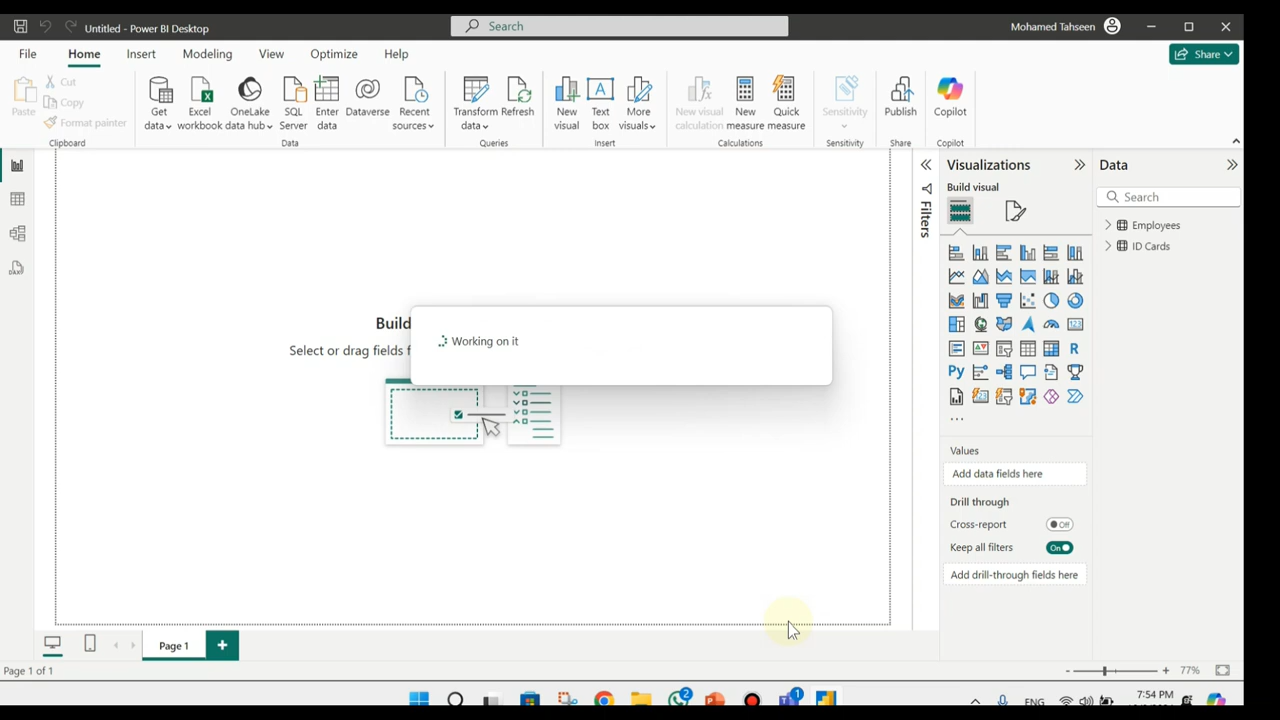 Untitled - Power BI Desktop
Search
Mohamed Tahseen
File
Home
Insert
Modeling
View
Optimize
Help
Share
Paste
Cut
Copy
Format painter
Get data
Excel workbook
OneLake data hub
SQL Server
Enter data
Dataverse
Recent sources
Transform data
Refresh
New visual
Text box
More visuals
New visual calculation
New measure
Quick measure
Sensitivity
Publish
Copilot
Clipboard
Data
Queries
Insert
Calculations
Sensitivity
Share
Copilot
Filters
Visualizations
Build visual
R
Py
123
...
Values
Add data fields here
Drill through
Cross-report
Off
Keep all filters
On
Add drill-through fields here
Data
Search
Employees
ID Cards
Build
Select or drag fields f
Working on it
Page 1
Page 1 of 1
77%
2
1
ENG
7:54 PM